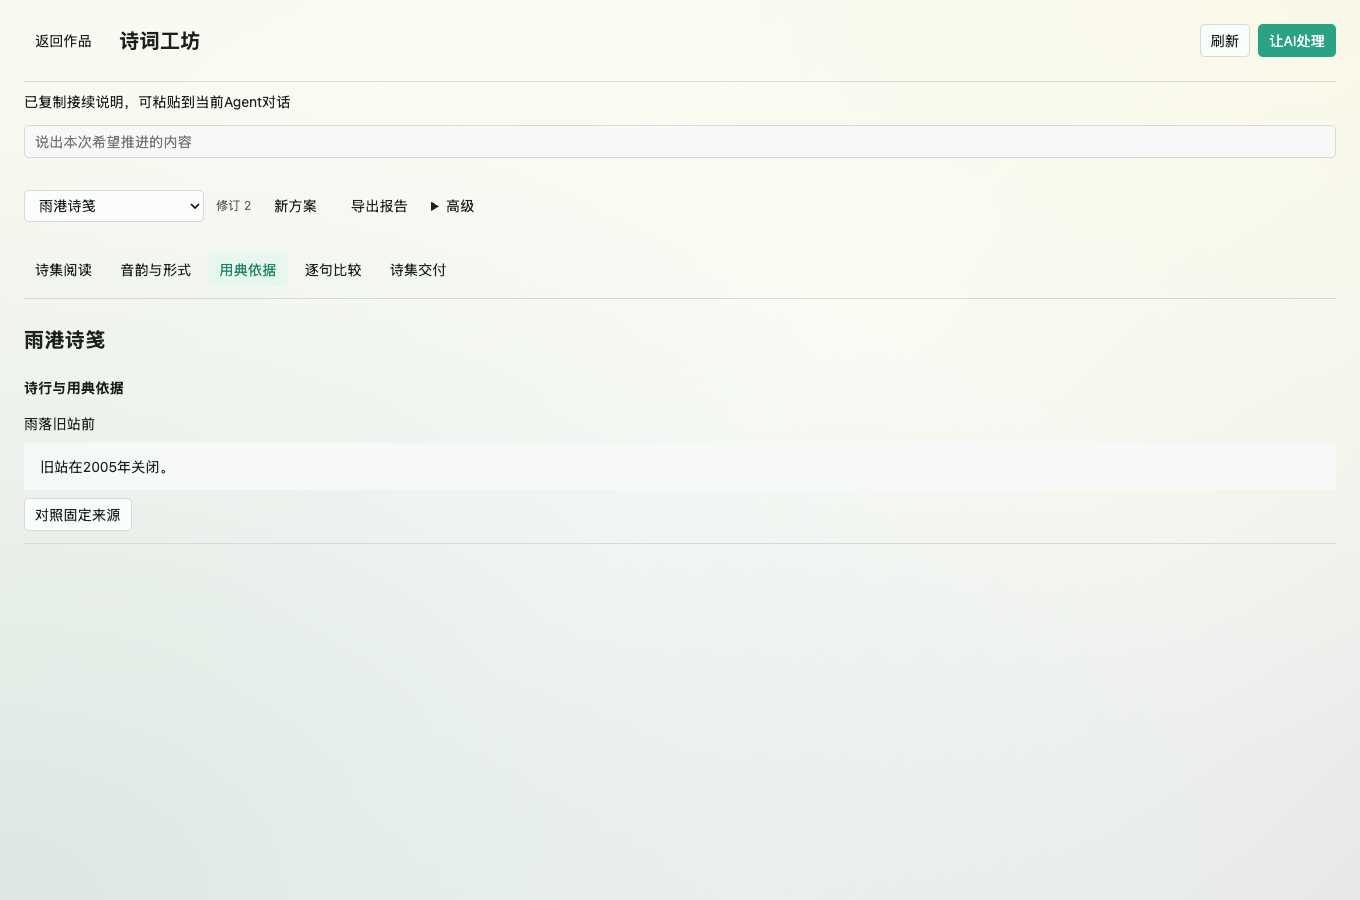 返回作品 诗词工坊 刷新 让AI处理
已复制接续说明，可粘贴到当前Agent对话
说出本次希望推进的内容
雨港诗笺 修订 2 新方案 导出报告 ▶ 高级
诗集阅读 音韵与形式 用典依据 逐句比较 诗集交付
雨港诗笺
诗行与用典依据
雨落旧站前
旧站在2005年关闭。
对照固定来源